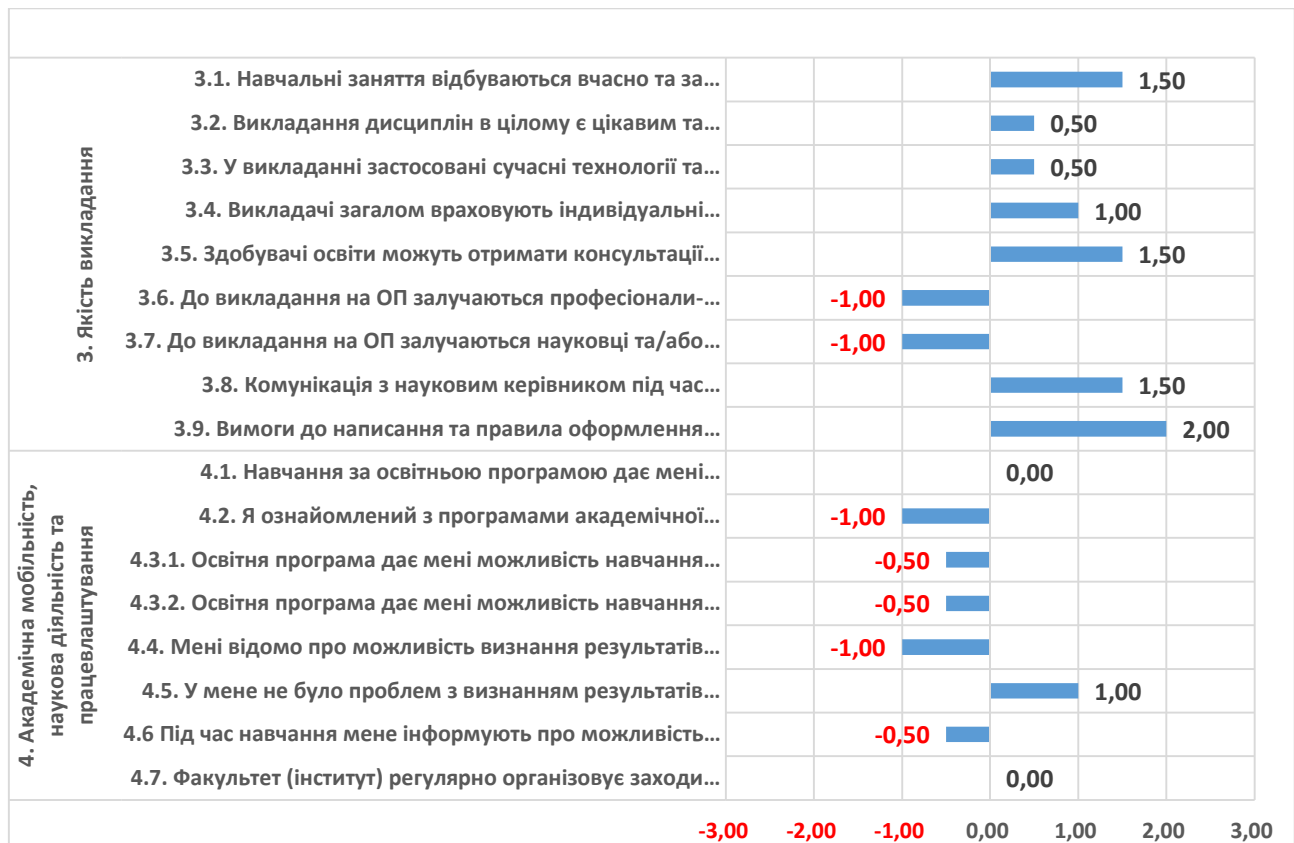 3. Якість викладання
3.1. Навчальні заняття відбуваються вчасно та за… 1,50
3.2. Викладання дисциплін в цілому є цікавим та… 0,50
3.3. У викладанні застосовані сучасні технології та… 0,50
3.4. Викладачі загалом враховують індивідуальні… 1,00
3.5. Здобувачі освіти можуть отримати консультації… 1,50
3.6. До викладання на ОП залучаються професіонали-… -1,00
3.7. До викладання на ОП залучаються науковці та/або… -1,00
3.8. Комунікація з науковим керівником під час… 1,50
3.9. Вимоги до написання та правила оформлення… 2,00
4. Академічна мобільність,
наукова діяльність та
працевлаштування
4.1. Навчання за освітньою програмою дає мені… 0,00
4.2. Я ознайомлений з програмами академічної… -1,00
4.3.1. Освітня програма дає мені можливість навчання… -0,50
4.3.2. Освітня програма дає мені можливість навчання… -0,50
4.4. Мені відомо про можливість визнання результатів… -1,00
4.5. У мене не було проблем з визнанням результатів… 1,00
4.6 Під час навчання мене інформують про можливість… -0,50
4.7. Факультет (інститут) регулярно організовує заходи… 0,00
-3,00 -2,00 -1,00 0,00 1,00 2,00 3,00